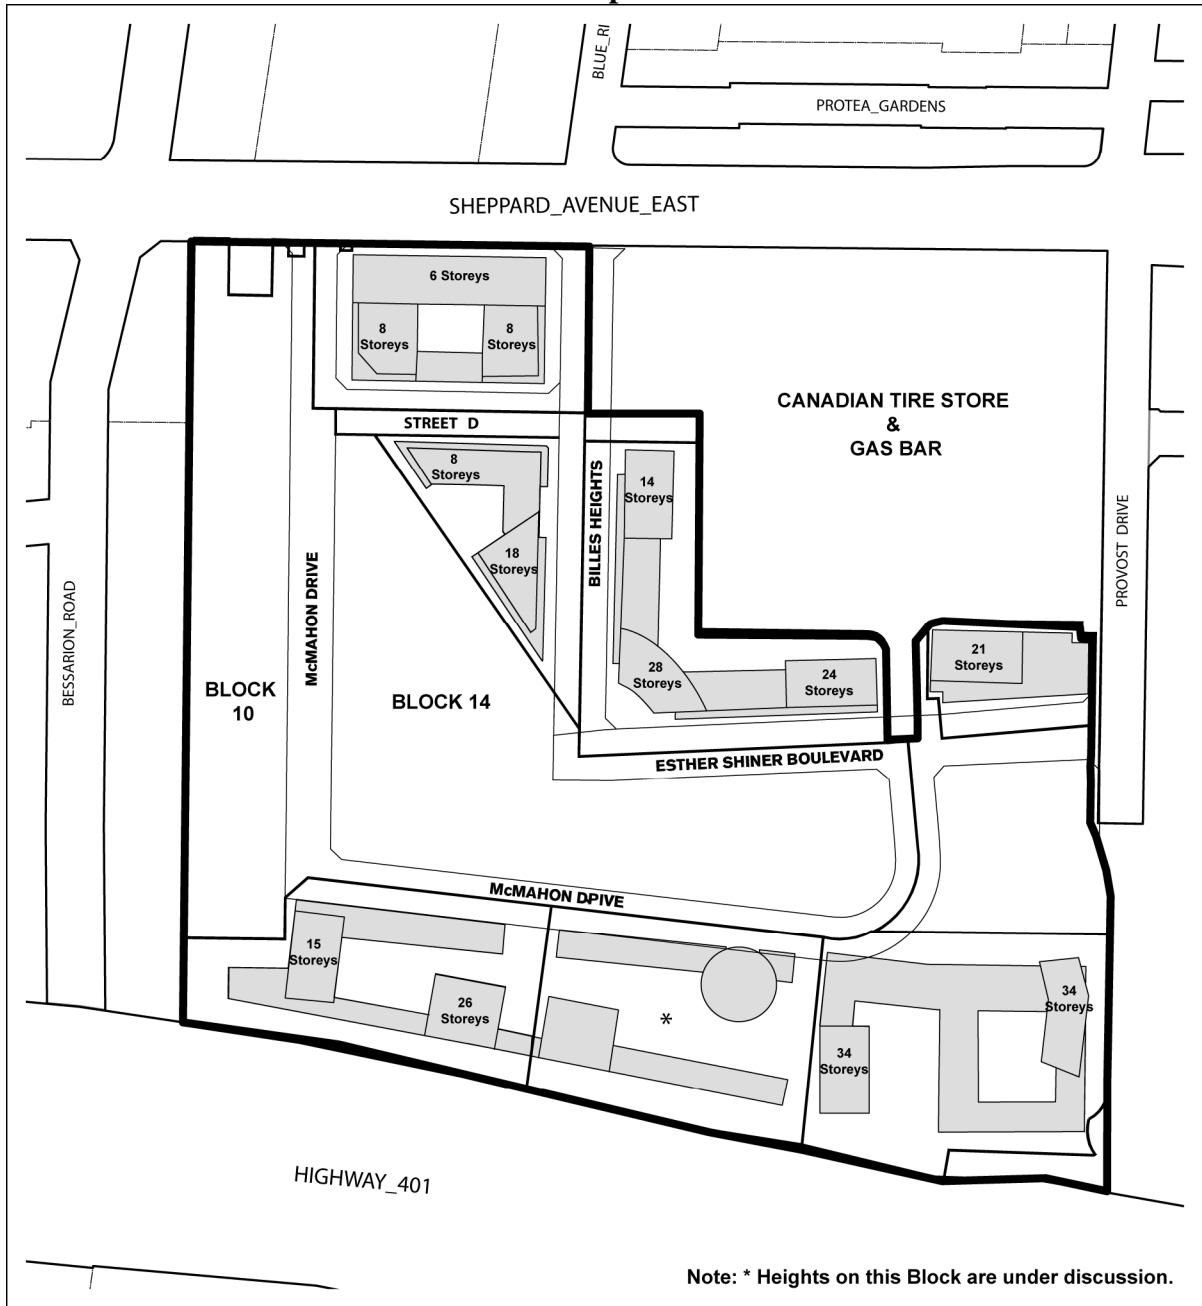 BLUE_RI
PROTEA_GARDENS
SHEPPARD_AVENUE_EAST
6 Storeys
8
Storeys
8
Storeys
CANADIAN TIRE STORE
&
GAS BAR
STREET D
8
Storeys
14
Storeys
BILLES HEIGHTS
PROVOST DRIVE
18
Storeys
McMAHON DRIVE
BESSARION_ROAD
21
Storeys
28
Storeys
24
Storeys
BLOCK
10
BLOCK 14
ESTHER SHINER BOULEVARD
McMAHON DPIVE
15
Storeys
26
Storeys
*
34
Storeys
34
Storeys
HIGHWAY_401
Note: * Heights on this Block are under discussion.